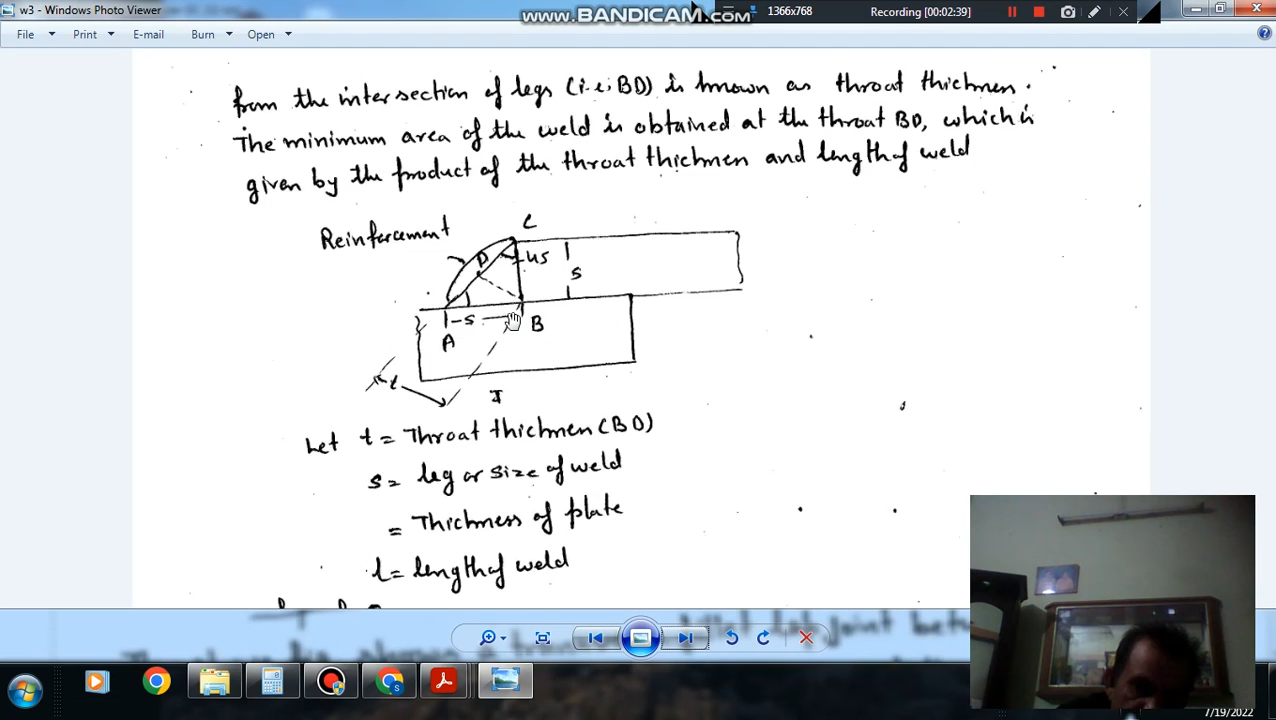 w3 - Windows Photo Viewer
www.BANDICAM.com
1366x768
Recording [00:02:39]
File Print E-mail Burn Open
from the intersection of legs (i.e; BD) is known as throat thicknen.
The minimum area of the weld is obtained at the throat BD, which is
given by the product of the throat thicknen and length of weld
Reinforcement
C
D
45
s
s
B
A
t
Let t = Throat thicknen (BD)
s = leg or size of weld
= Thickness of plate
l = length of weld
7/19/2022